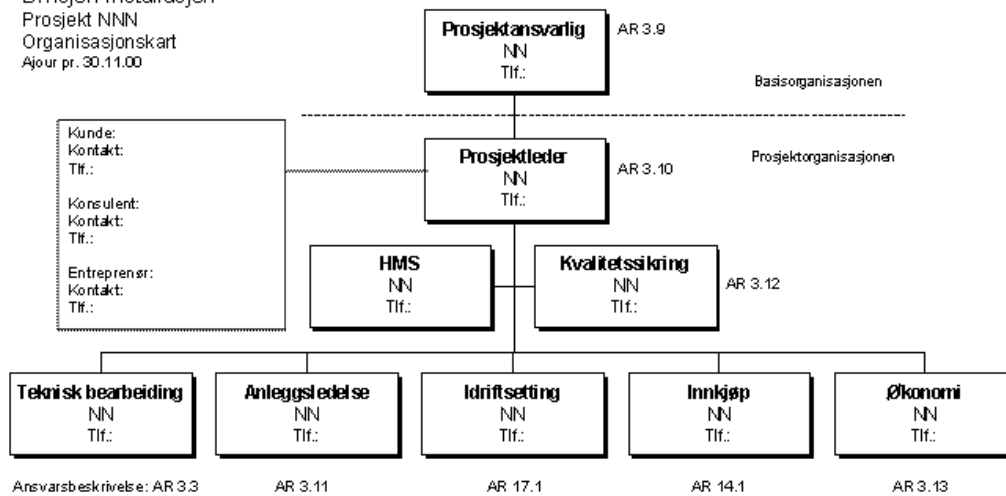 Prosjekt NNN
Organisasjonskart
Ajour pr. 30.11.00
Prosjektansvarlig
NN
Tlf.:
AR 3.9
Basisorganisasjonen
Kunde:
Kontakt:
Tlf.:
Konsulent:
Kontakt:
Tlf.:
Entreprenør:
Kontakt:
Tlf.:
Prosjektleder
NN
Tlf.:
AR 3.10
Prosjektorganisasjonen
HMS
NN
Tlf.:
Kvalitetssikring
NN
Tlf.:
AR 3.12
Teknisk bearbeiding
NN
Tlf.:
Anleggsledelse
NN
Tlf.:
Idriftsetting
NN
Tlf.:
Innkjøp
NN
Tlf.:
Økonomi
NN
Tlf.:
Ansvarsbeskrivelse: AR 3.3
AR 3.11
AR 17.1
AR 14.1
AR 3.13